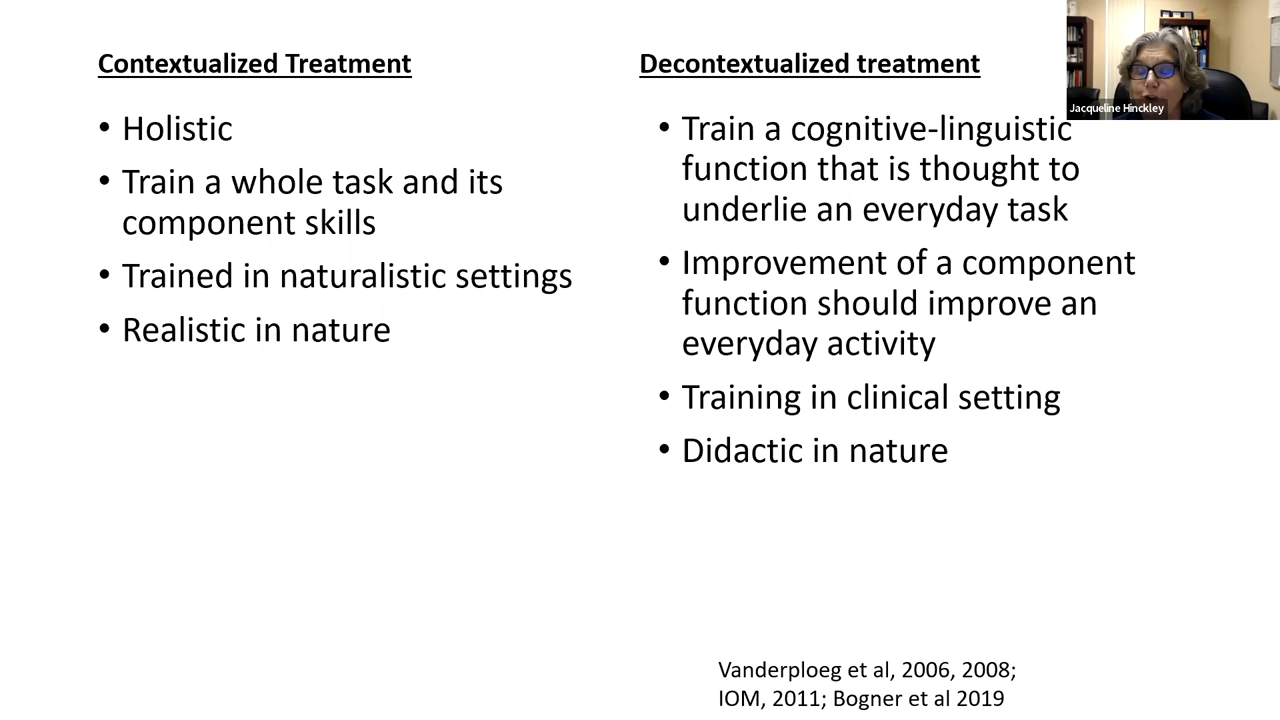 Contextualized Treatment
• Holistic
• Train a whole task and its
component skills
• Trained in naturalistic settings
• Realistic in nature
Decontextualized treatment
• Train a cognitive-linguistic
function that is thought to
underlie an everyday task
• Improvement of a component
function should improve an
everyday activity
• Training in clinical setting
• Didactic in nature
Jacqueline Hinckley
Vanderploeg et al, 2006, 2008;
IOM, 2011; Bogner et al 2019